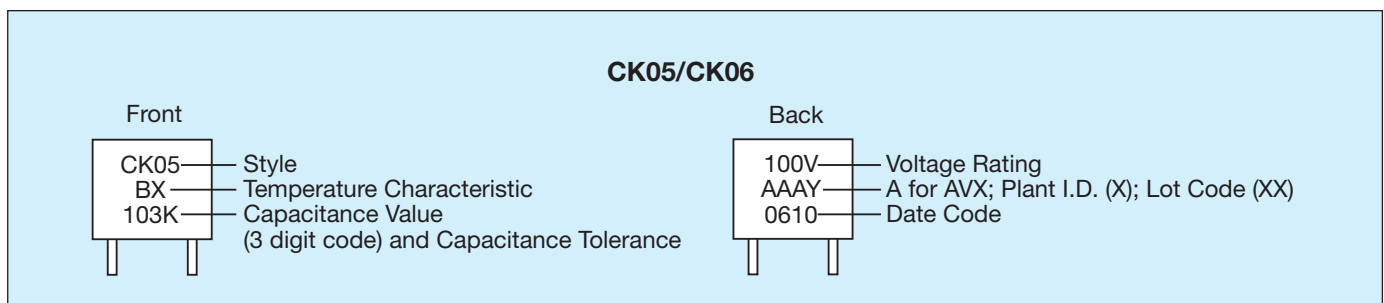 CK05/CK06
Front
CK05 Style
BX Temperature Characteristic
103K Capacitance Value
(3 digit code) and Capacitance Tolerance
Back
100V Voltage Rating
AAAY A for AVX; Plant I.D. (X); Lot Code (XX)
0610 Date Code